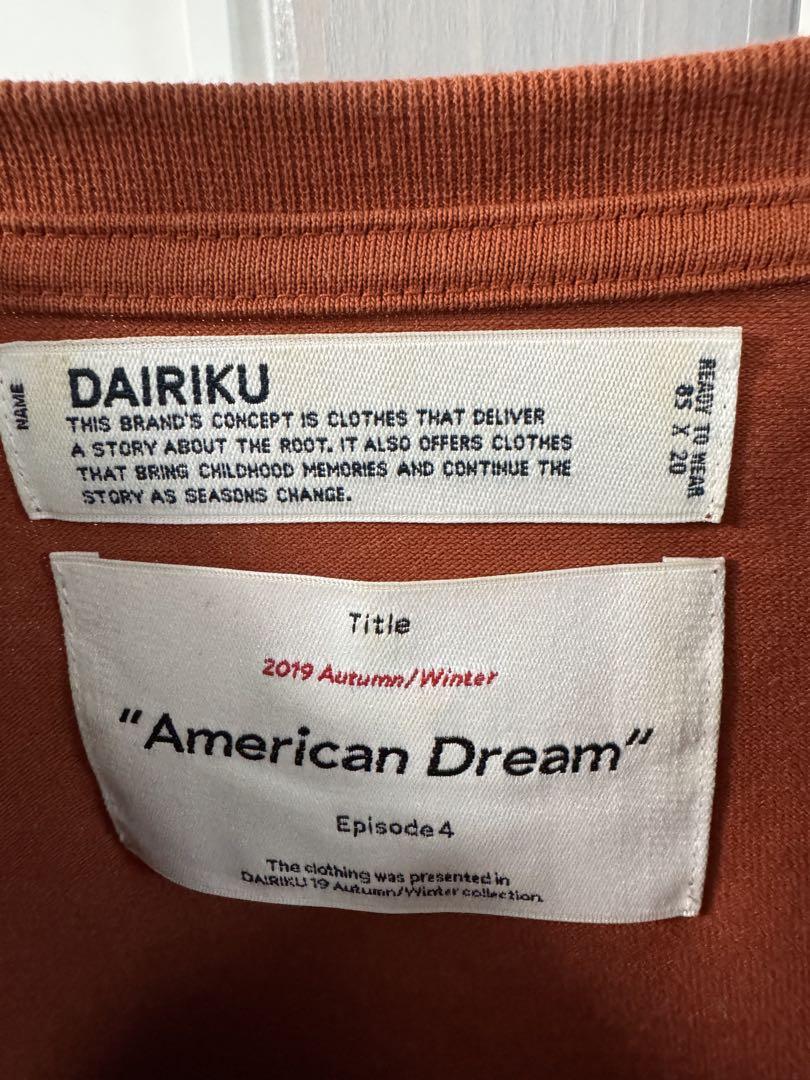 NAME
DAIRIKU
THIS BRAND'S CONCEPT IS CLOTHES THAT DELIVER
A STORY ABOUT THE ROOT. IT ALSO OFFERS CLOTHES
THAT BRING CHILDHOOD MEMORIES AND CONTINUE THE
STORY AS SEASONS CHANGE.
READY TO WEAR
85 X 20
Title
2019 Autumn/Winter
"American Dream"
Episode 4
The clothing was presented in
DAIRIKU 19 Autumn/Winter collection.